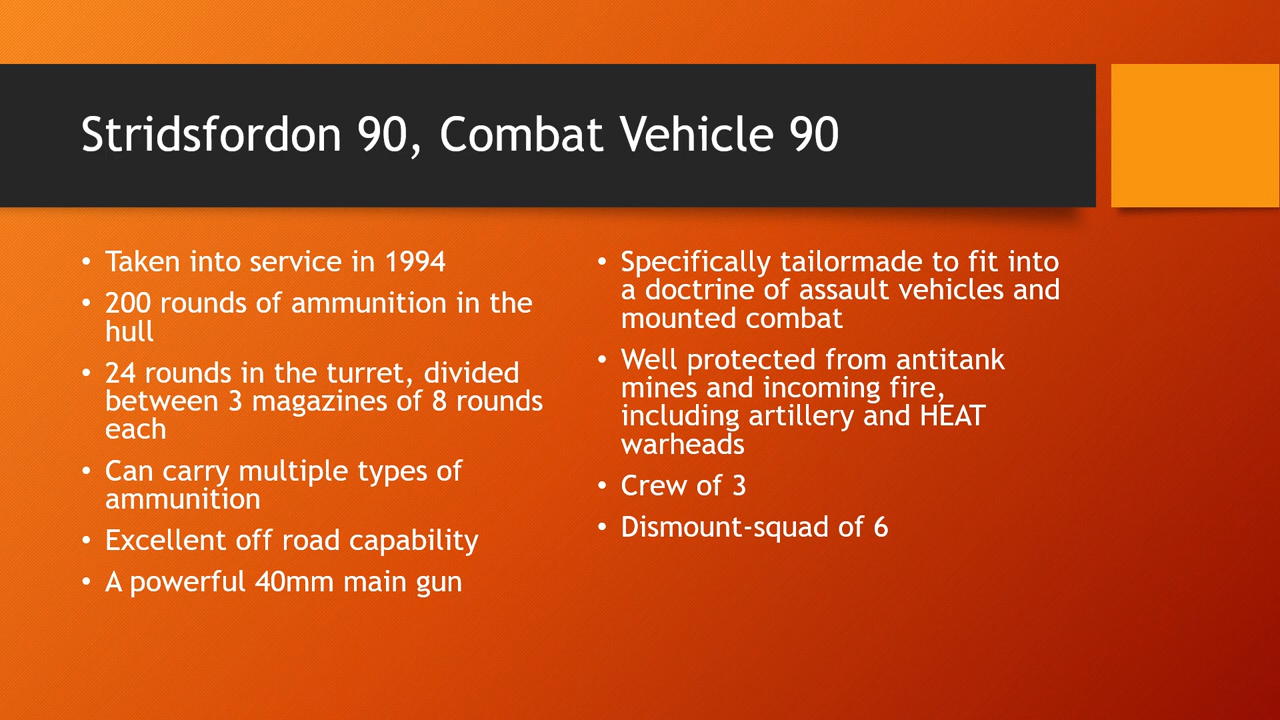 Stridsfordon 90, Combat Vehicle 90
• Taken into service in 1994
• 200 rounds of ammunition in the
hull
• 24 rounds in the turret, divided
between 3 magazines of 8 rounds
each
• Can carry multiple types of
ammunition
• Excellent off road capability
• A powerful 40mm main gun
• Specifically tailormade to fit into
a doctrine of assault vehicles and
mounted combat
• Well protected from antitank
mines and incoming fire,
including artillery and HEAT
warheads
• Crew of 3
• Dismount-squad of 6